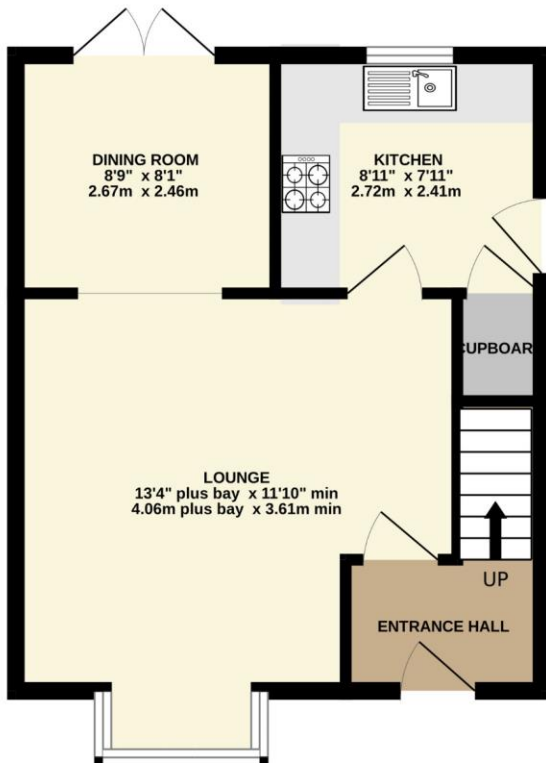 DINING ROOM
8'9" x 8'1"
2.67m x 2.46m
KITCHEN
8'11" x 7'11"
2.72m x 2.41m
CUPBOAR
LOUNGE
13'4" plus bay x 11'10" min
4.06m plus bay x 3.61m min
UP
ENTRANCE HALL